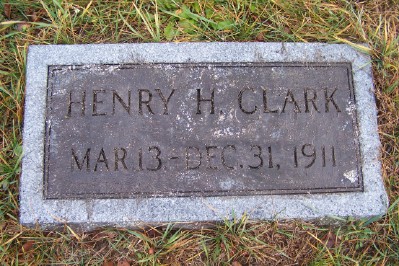 HENRY H. CLARK
MAR. 13 - DEC. 31, 1911